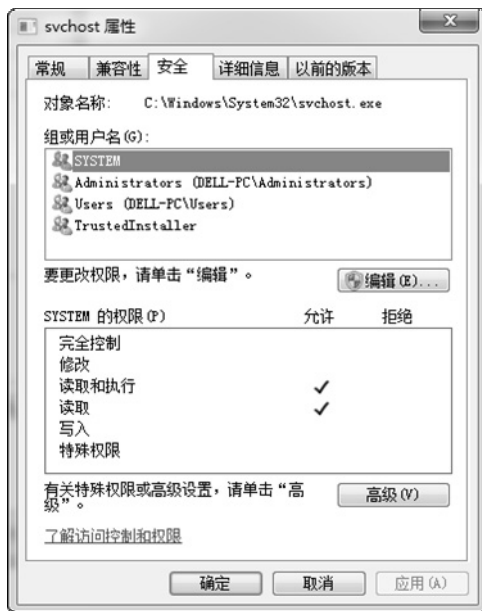 svchost 属性
常规 兼容性 安全 详细信息 以前的版本
对象名称: C:\Windows\System32\svchost.exe
组或用户名(G):
SYSTEM
Administrators (DELL-PC\Administrators)
Users (DELL-PC\Users)
TrustedInstaller
要更改权限，请单击“编辑”。 编辑(E)...
SYSTEM 的权限(P) 允许 拒绝
完全控制
修改
读取和执行 ✓
读取 ✓
写入
特殊权限
有关特殊权限或高级设置，请单击“高 高级(V)
级”。
了解访问控制和权限
确定 取消 应用(A)